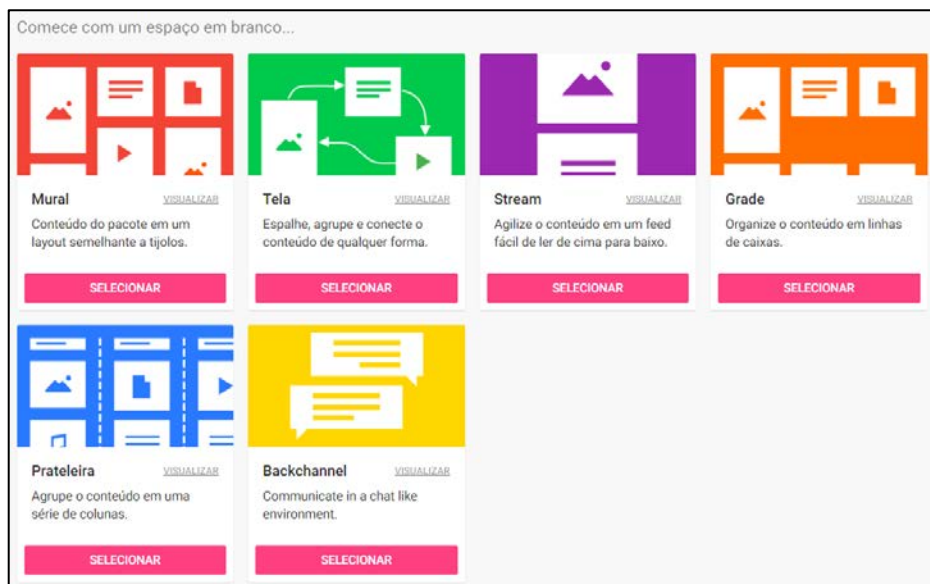 Comece com um espaço em branco...
Mural VISUALIZAR
Conteúdo do pacote em um
layout semelhante a tijolos.
SELECIONAR
Tela VISUALIZAR
Espalhe, agrupe e conecte o
conteúdo de qualquer forma.
SELECIONAR
Stream VISUALIZAR
Agilize o conteúdo em um feed
fácil de ler de cima para baixo.
SELECIONAR
Grade VISUALIZAR
Organize o conteúdo em linhas
de caixas.
SELECIONAR
Prateleira VISUALIZAR
Agrupe o conteúdo em uma
série de colunas.
SELECIONAR
Backchannel VISUALIZAR
Communicate in a chat like
environment.
SELECIONAR